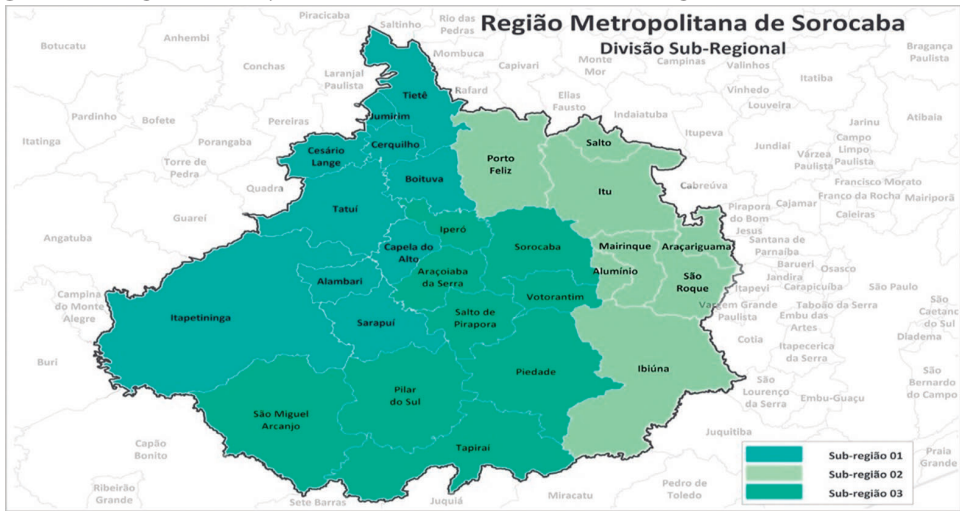 Região Metropolitana de Sorocaba
Divisão Sub-Regional
Piracicaba
Saltinho
Rio das
Pedras
Anhembi
Botucatu
Mombuca
Capivari
Monte
Mor
Campinas
Valinhos
Bragança
Paulista
Conchas
Laranjal
Paulista
Rafard
Elias
Fausto
Indaiatuba
Vinhedo
Louveira
Itatiba
Tietê
Jumirim
Pardinho
Bofete
Pereiras
Itupeva
Jarinu
Atibaia
Itatinga
Porangaba
Cesário
Lange
Cerquilho
Porto
Feliz
Salto
Jundiaí
Campo
Limpo
Paulista
Várzea
Paulista
Torre de
Pedra
Boituva
Itu
Cabreúva
Francisco Morato
Franco da Rocha
Mairiporã
Quadra
Cajamar
Caleiras
Guareí
Tatuí
Pirapora
do Bom
Jesus
Iperó
Angatuba
Capela do
Alto
Sorocaba
Mairinque
Araçariguama
Santana de
Parnaíba
Alumínio
São
Roque
Barueri
Jandira
Osasco
Itapevi
Carapicuíba
Araçoiaba
da Serra
Alambari
Votorantim
São Paulo
Campina
do Monte
Alegre
Vargem Grande
Paulista
Taboão da Serra
São
Caetano
do Sul
Itapetininga
Sarapuí
Salto de
Pirapora
Embu das
Artes
Diadema
Cotia
Itapecerica
da Serra
Buri
Piedade
Ibiúna
São
Lourenço
da Serra
Embu-Guaçu
São
Bernardo
do Campo
Pilar
do Sul
São Miguel
Arcanjo
Juquitiba
Capão
Bonito
Tapiraí
Sub-região 01
Sub-região 02
Sub-região 03
Praia
Grande
Ribeirão
Grande
Sete Barras
Juquiá
Miracatu
Pedro de
Toledo